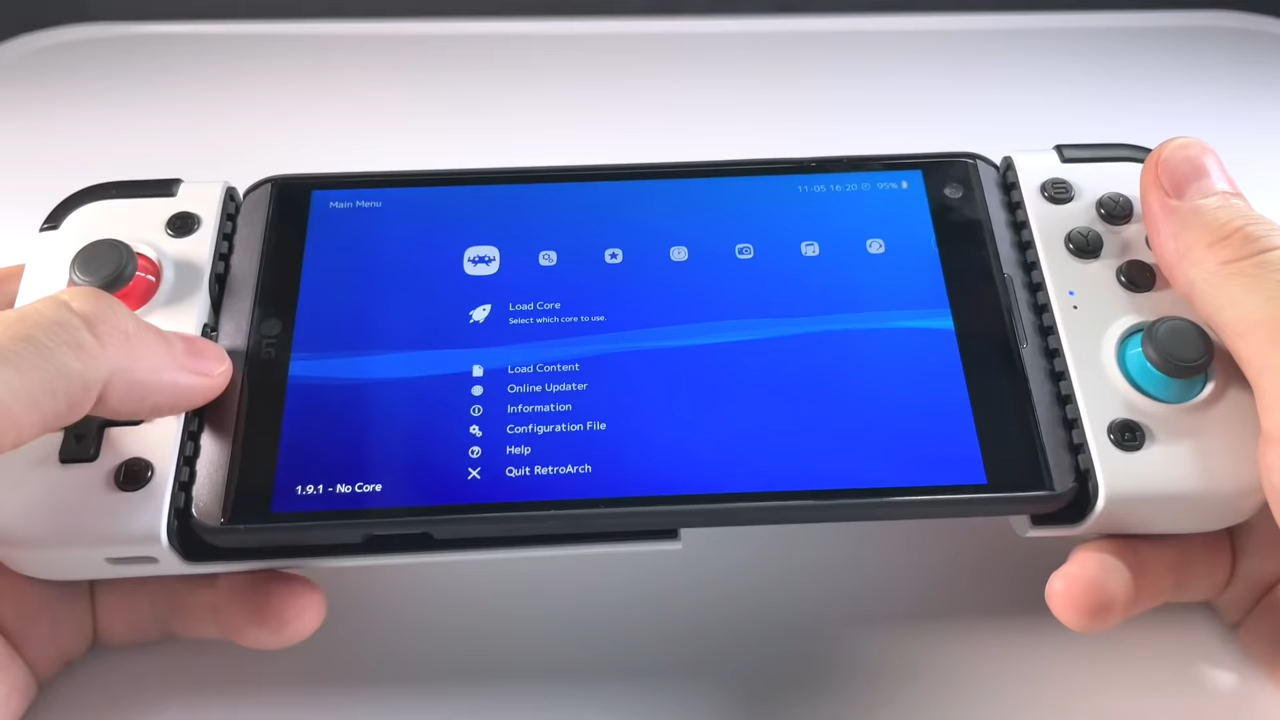 Main Menu
11-05 16:20 95%
Load Core
Select which core to use.
Load Content
Online Updater
Information
Configuration File
Help
Quit RetroArch
1.9.1 - No Core
LG
X
Y